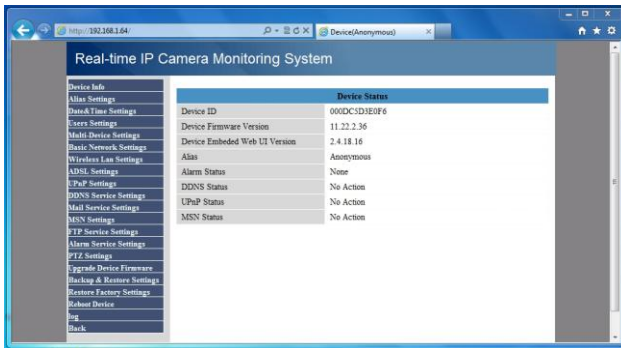 http://192.168.1.64/
Device(Anonymous)
Real-time IP Camera Monitoring System
Device Info
Alias Settings
Date&Time Settings
Users Settings
Multi-Device Settings
Basic Network Settings
Wireless Lan Settings
ADSL Settings
UPnP Settings
DDNS Service Settings
Mail Service Settings
MSN Settings
FTP Service Settings
Alarm Service Settings
PTZ Settings
Upgrade Device Firmware
Backup & Restore Settings
Restore Factory Settings
Reboot Device
log
Back
Device Status
Device ID 000DC5D3E0F6
Device Firmware Version 11.22.2.36
Device Embeded Web UI Version 2.4.18.16
Alias Anonymous
Alarm Status None
DDNS Status No Action
UPnP Status No Action
MSN Status No Action